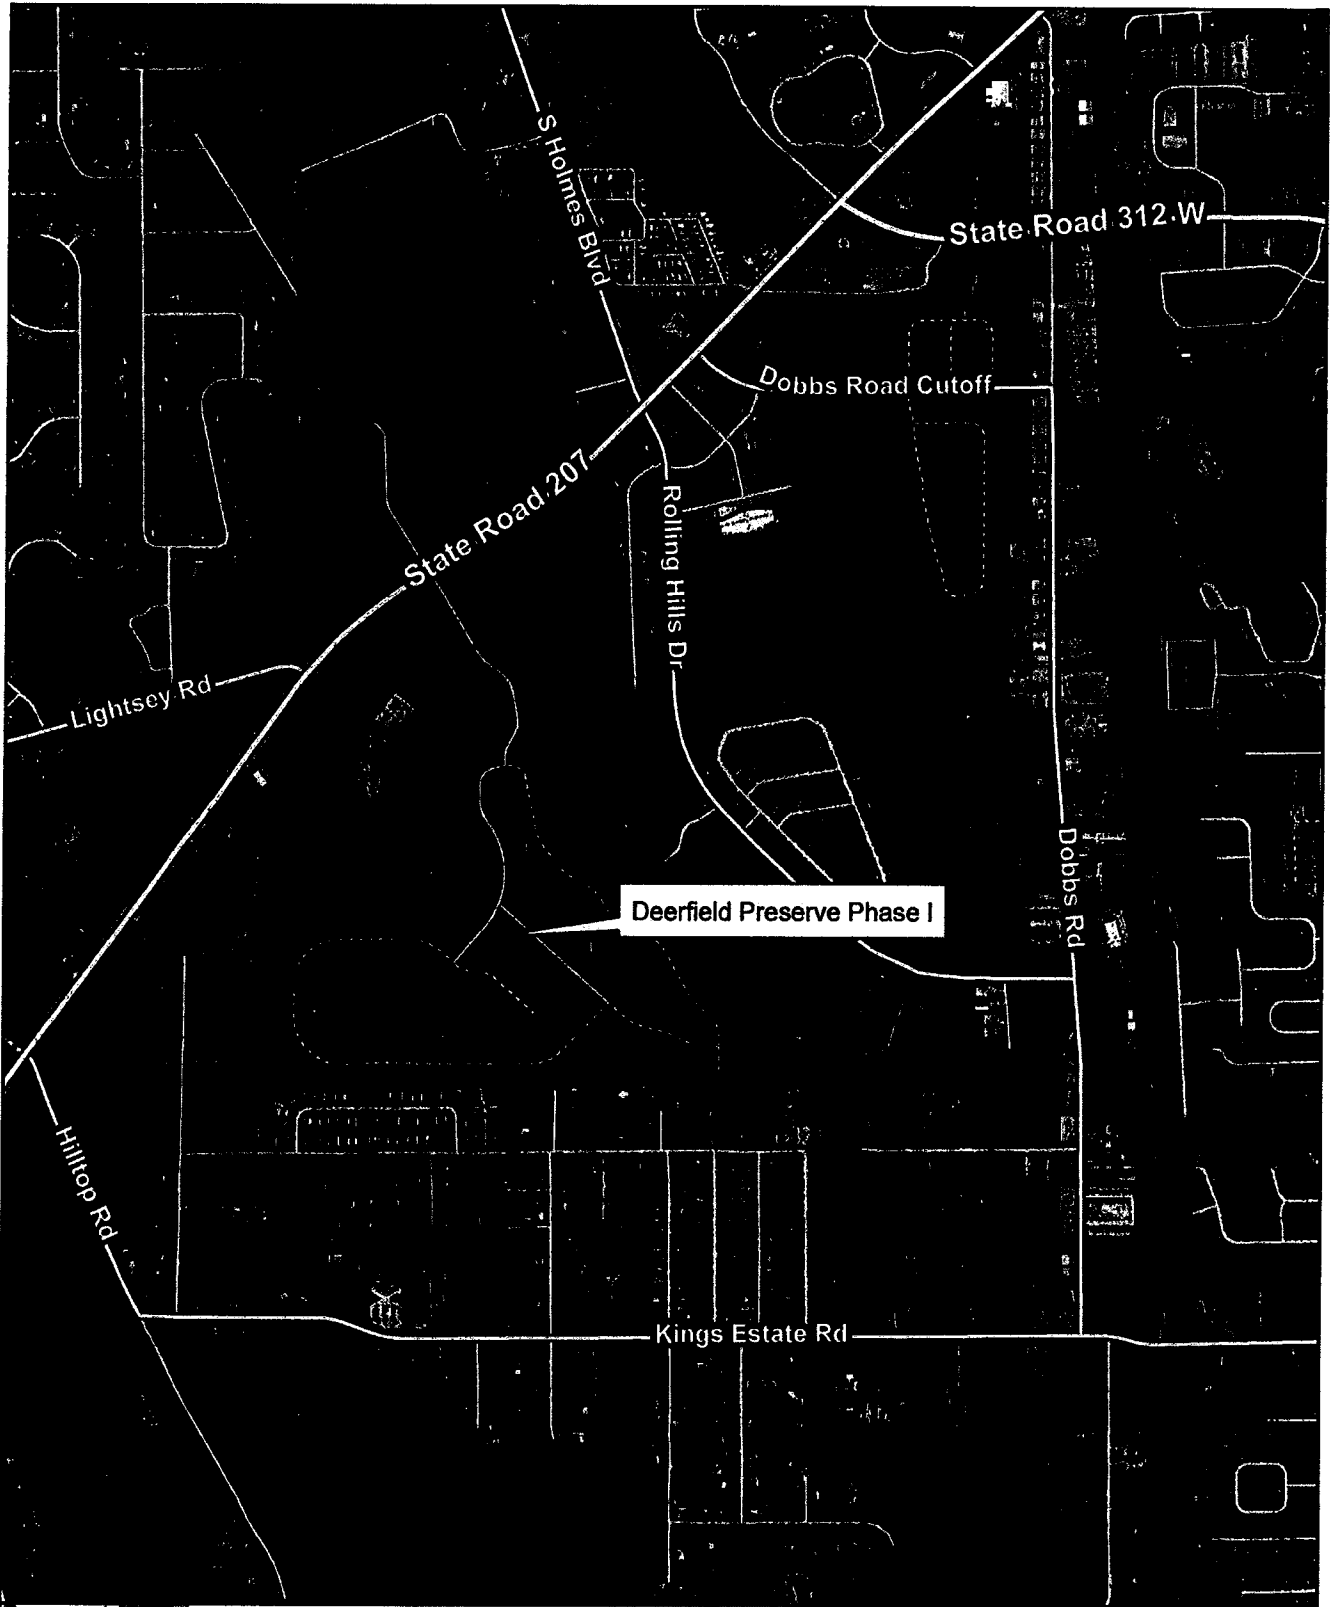 S Holmes Blvd
State Road 312 W
Dobbs Road Cutoff
State Road 207
Rolling Hills Dr
Lightsey Rd
Dobbs Rd
Deerfield Preserve Phase I
Hilltop Rd
Kings Estate Rd